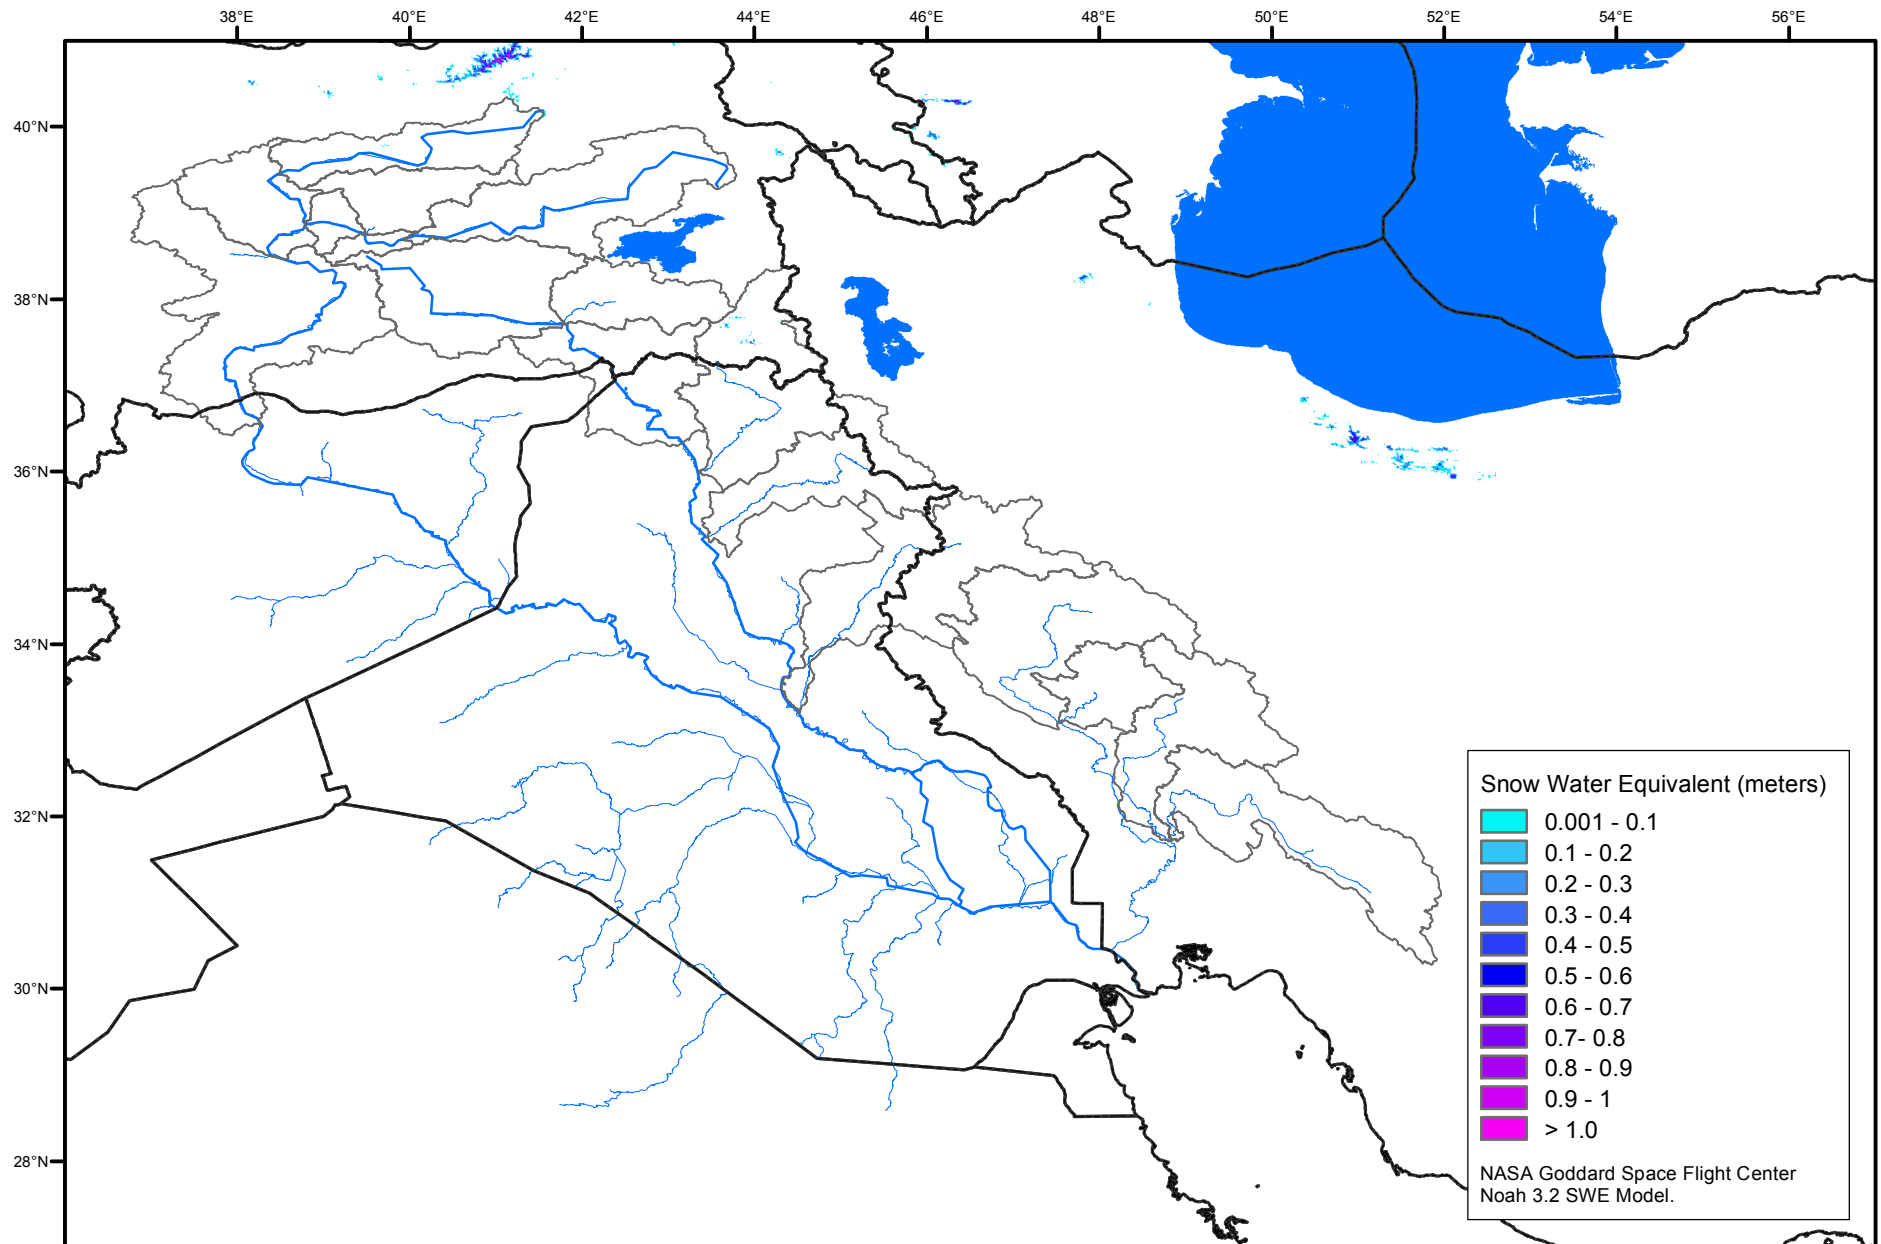 38°E 40°E 42°E 44°E 46°E 48°E 50°E 52°E 54°E 56°E
40°N
38°N
36°N
34°N
32°N
30°N
28°N
Snow Water Equivalent (meters)
0.001 - 0.1
0.1 - 0.2
0.2 - 0.3
0.3 - 0.4
0.4 - 0.5
0.5 - 0.6
0.6 - 0.7
0.7- 0.8
0.8 - 0.9
0.9 - 1
> 1.0
NASA Goddard Space Flight Center
Noah 3.2 SWE Model.